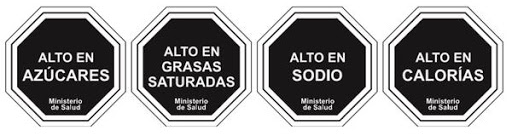 ALTO EN
AZÚCARES
Ministerio
de Salud
ALTO EN
GRASAS
SATURADAS
Ministerio
de Salud
ALTO EN
SODIO
Ministerio
de Salud
ALTO EN
CALORÍAS
Ministerio
de Salud